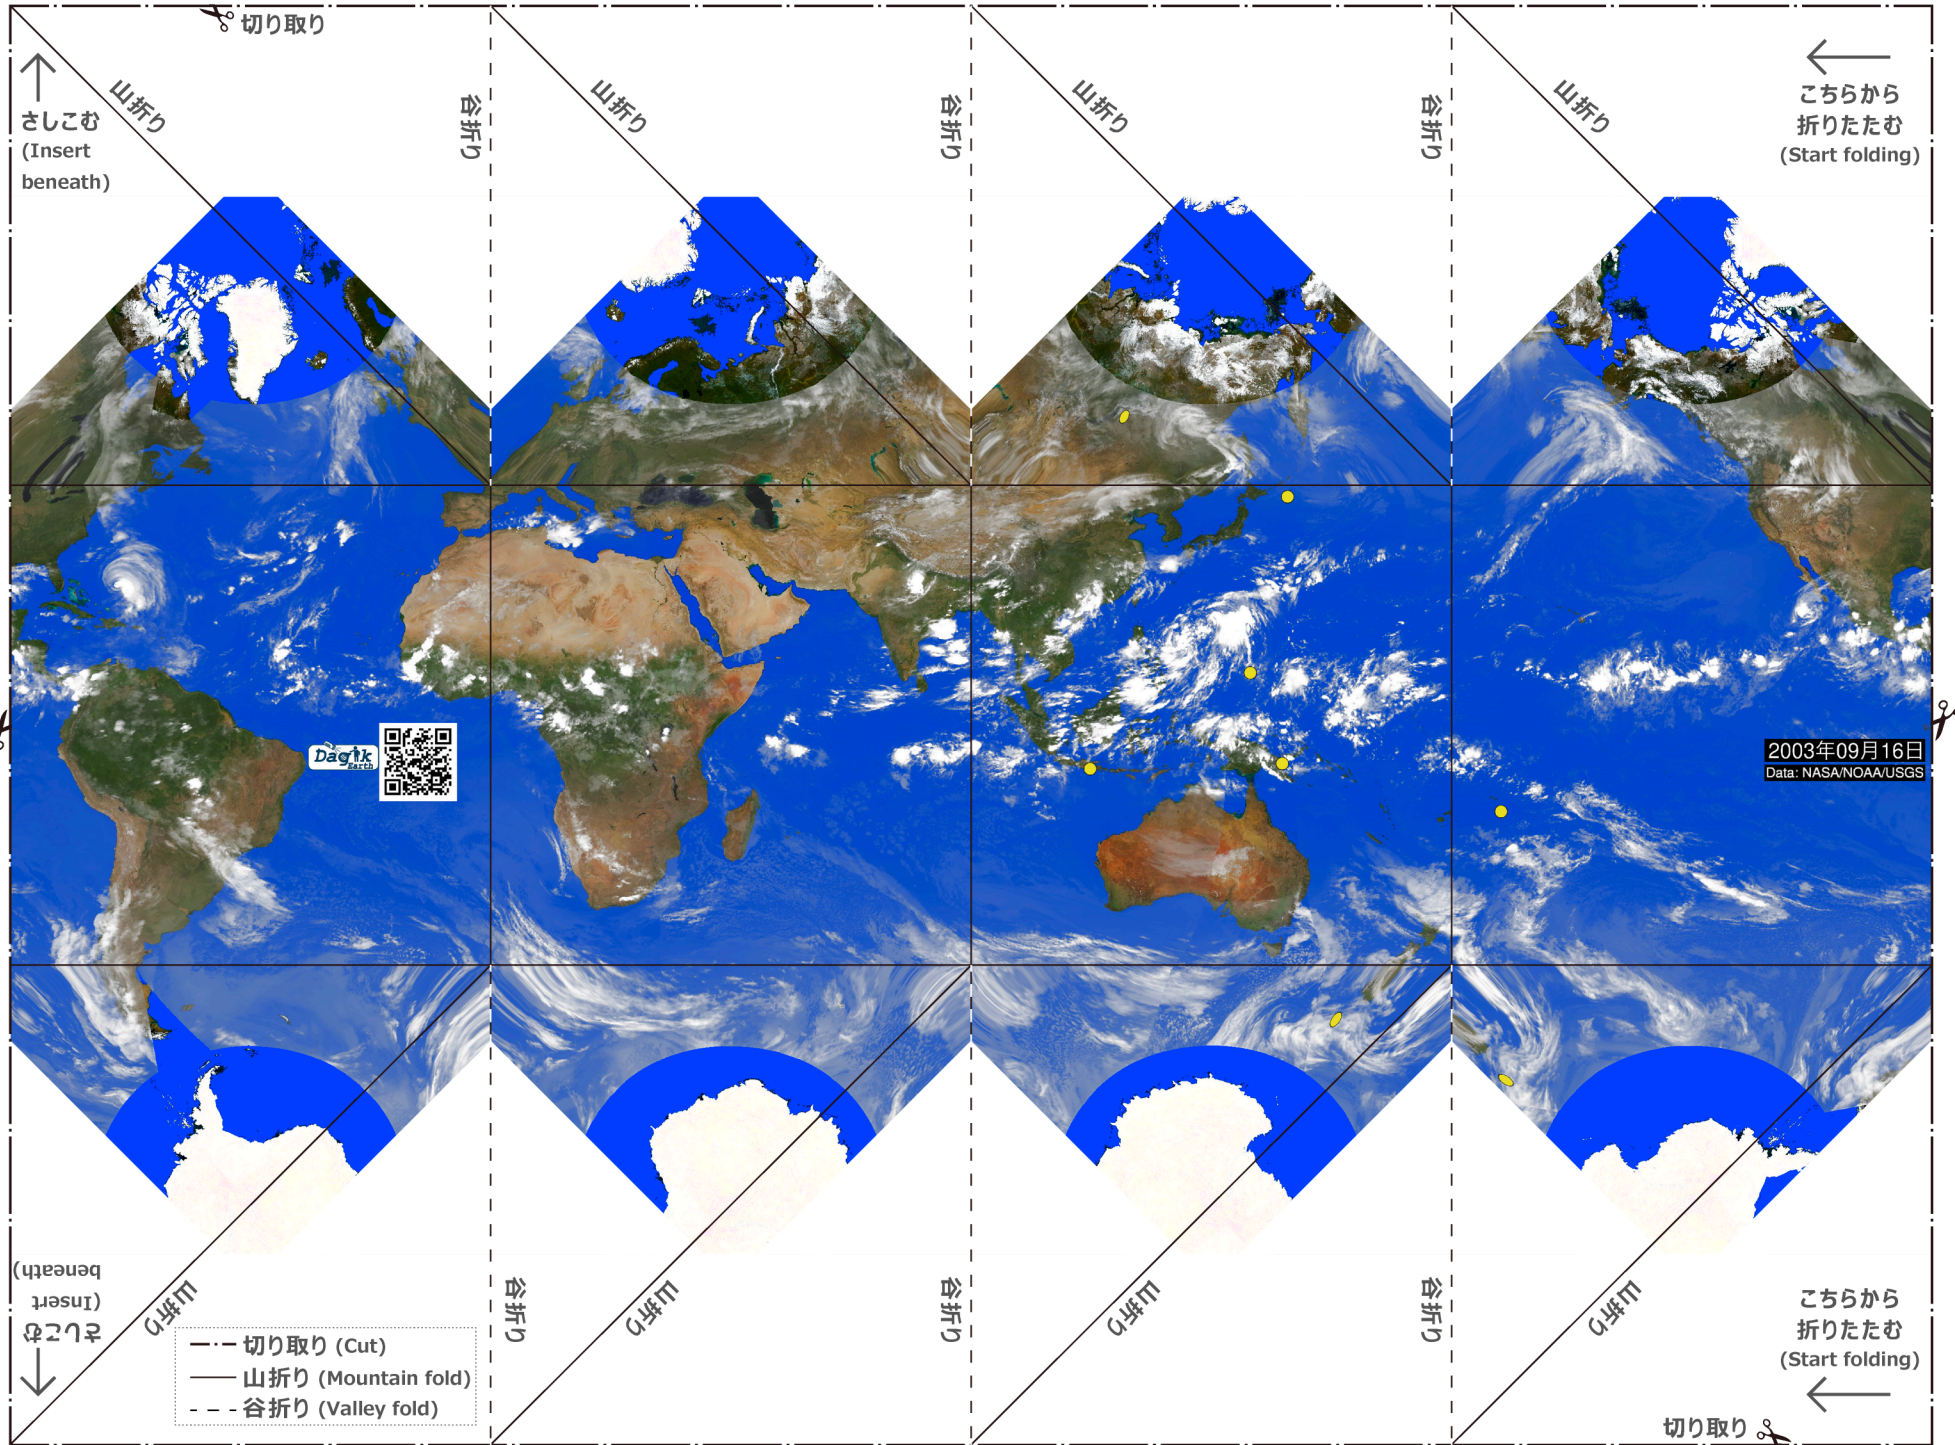 切り取り
さしこむ
(Insert
beneath)
山折り
谷折り
山折り
谷折り
山折り
谷折り
山折り
こちらから
折りたたむ
(Start folding)
Dagik
Earth
2003年09月16日
Data: NASA/NOAA/USGS
さしこむ
(Insert
beneath)
山折り
谷折り
山折り
谷折り
山折り
谷折り
山折り
こちらから
折りたたむ
(Start folding)
切り取り (Cut)
山折り (Mountain fold)
谷折り (Valley fold)
切り取り